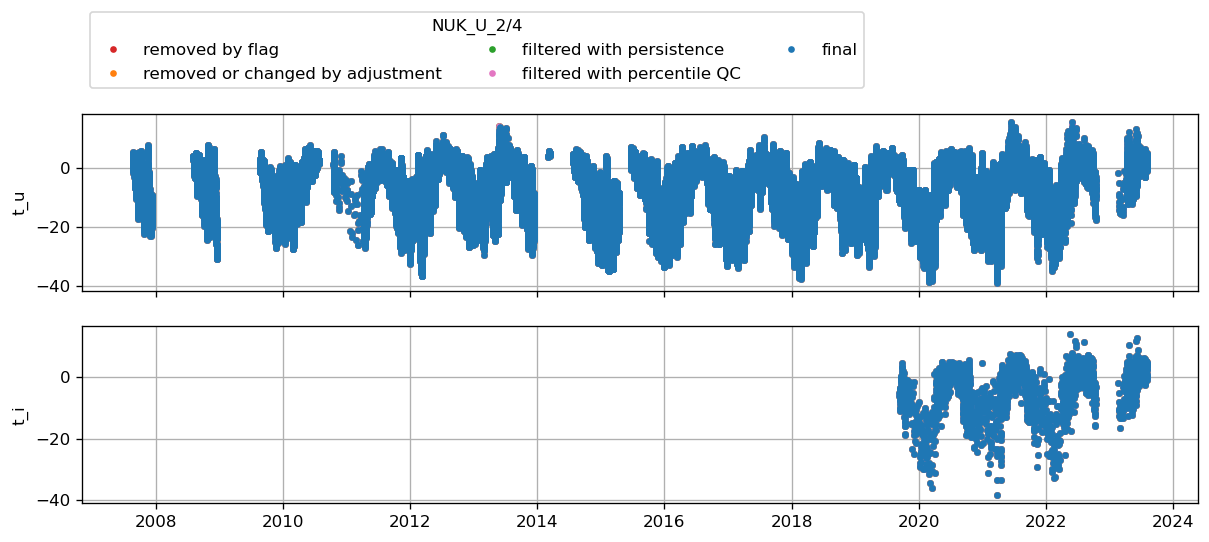 NUK_U_2/4
removed by flag
filtered with persistence
final
removed or changed by adjustment
filtered with percentile QC
t_u
0
−20
−40
t_i
0
−20
−40
2008
2010
2012
2014
2016
2018
2020
2022
2024